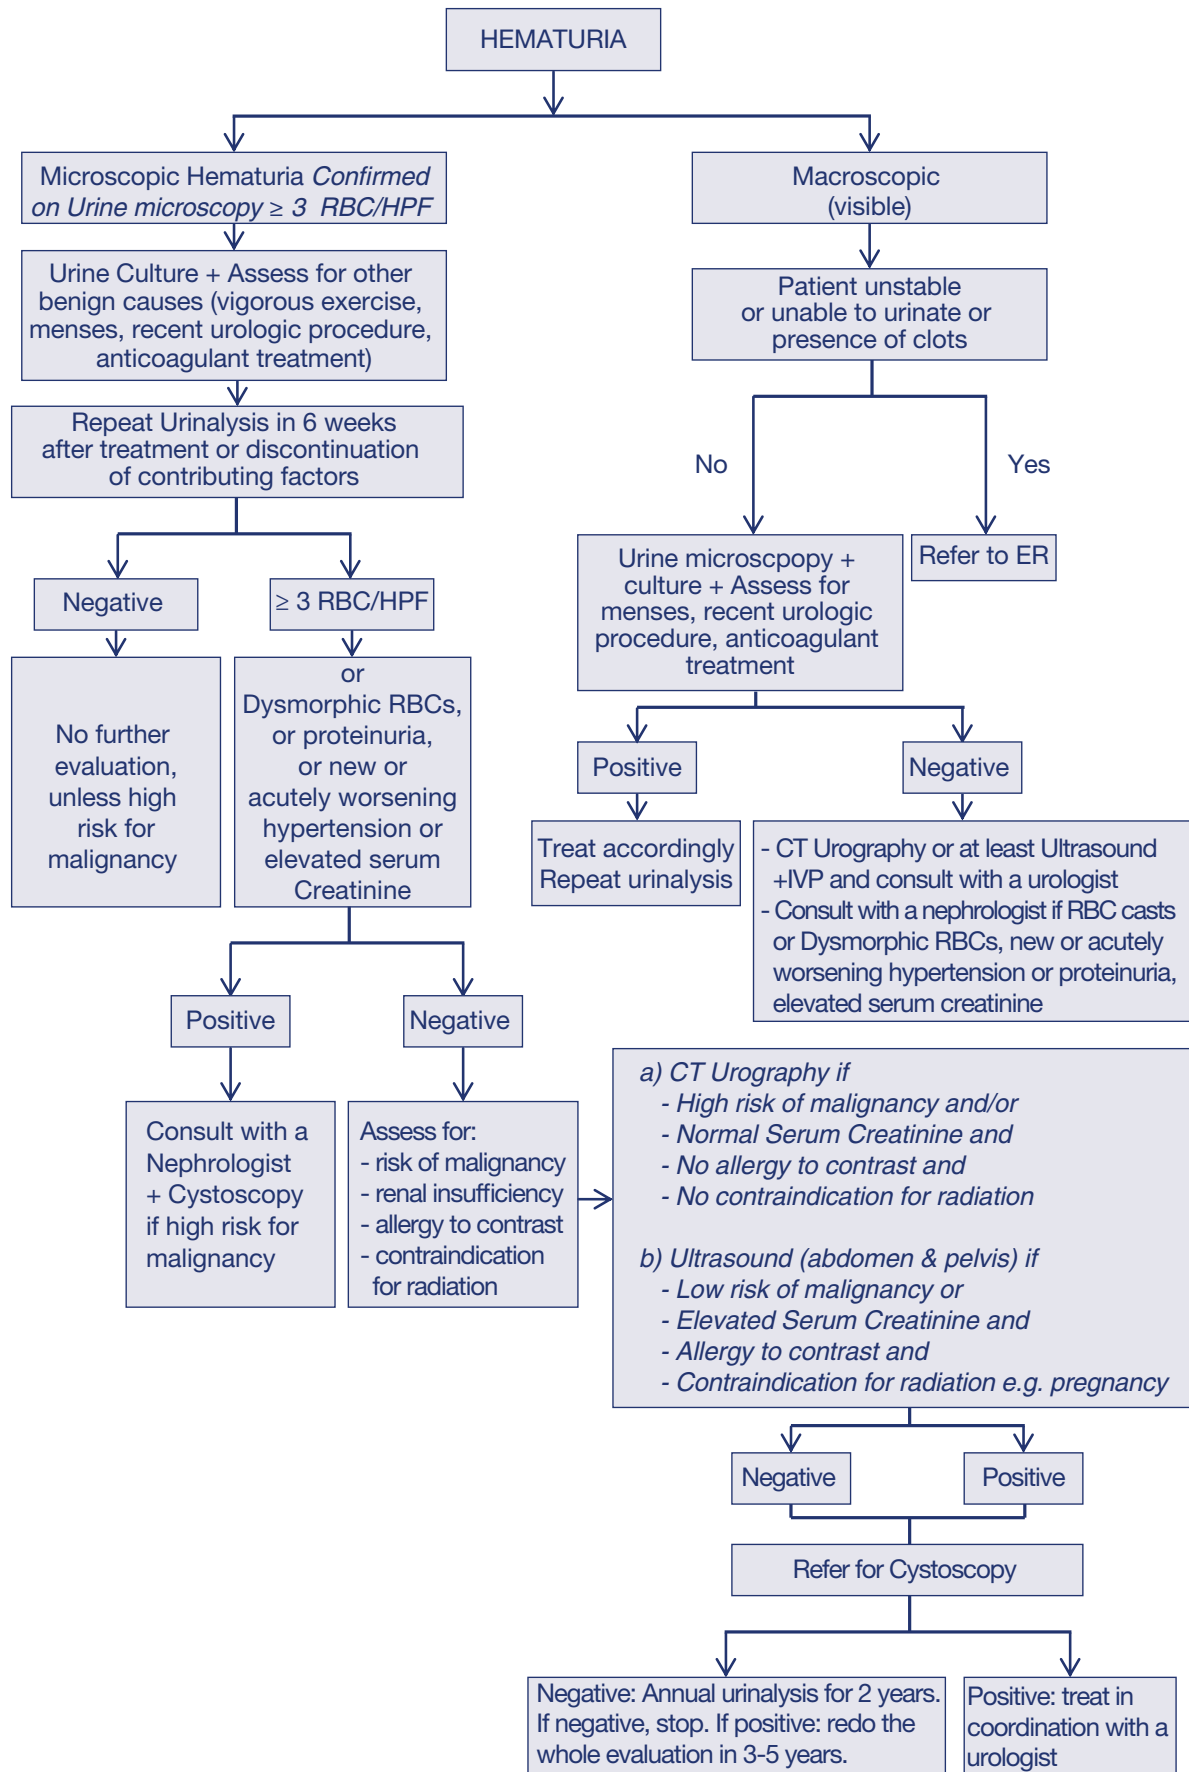 HEMATURIA
Microscopic Hematuria Confirmed
on Urine microscopy ≥ 3 RBC/HPF
Urine Culture + Assess for other
benign causes (vigorous exercise,
menses, recent urologic procedure,
anticoagulant treatment)
Repeat Urinalysis in 6 weeks
after treatment or discontinuation
of contributing factors
Negative
≥ 3 RBC/HPF
No further
evaluation,
unless high
risk for
malignancy
or
Dysmorphic RBCs,
or proteinuria,
or new or
acutely worsening
hypertension or
elevated serum
Creatinine
Positive
Negative
Consult with a
Nephrologist
+ Cystoscopy
if high risk for
malignancy
Assess for:
- risk of malignancy
- renal insufficiency
- allergy to contrast
- contraindication
for radiation
Macroscopic
(visible)
Patient unstable
or unable to urinate or
presence of clots
No
Yes
Urine microscpopy +
culture + Assess for
menses, recent urologic
procedure, anticoagulant
treatment
Refer to ER
Positive
Negative
Treat accordingly
Repeat urinalysis
- CT Urography or at least Ultrasound
+IVP and consult with a urologist
- Consult with a nephrologist if RBC casts
or Dysmorphic RBCs, new or acutely
worsening hypertension or proteinuria,
elevated serum creatinine
a) CT Urography if
- High risk of malignancy and/or
- Normal Serum Creatinine and
- No allergy to contrast and
- No contraindication for radiation
b) Ultrasound (abdomen & pelvis) if
- Low risk of malignancy or
- Elevated Serum Creatinine and
- Allergy to contrast and
- Contraindication for radiation e.g. pregnancy
Negative
Positive
Refer for Cystoscopy
Negative: Annual urinalysis for 2 years.
If negative, stop. If positive: redo the
whole evaluation in 3-5 years.
Positive: treat in
coordination with a
urologist